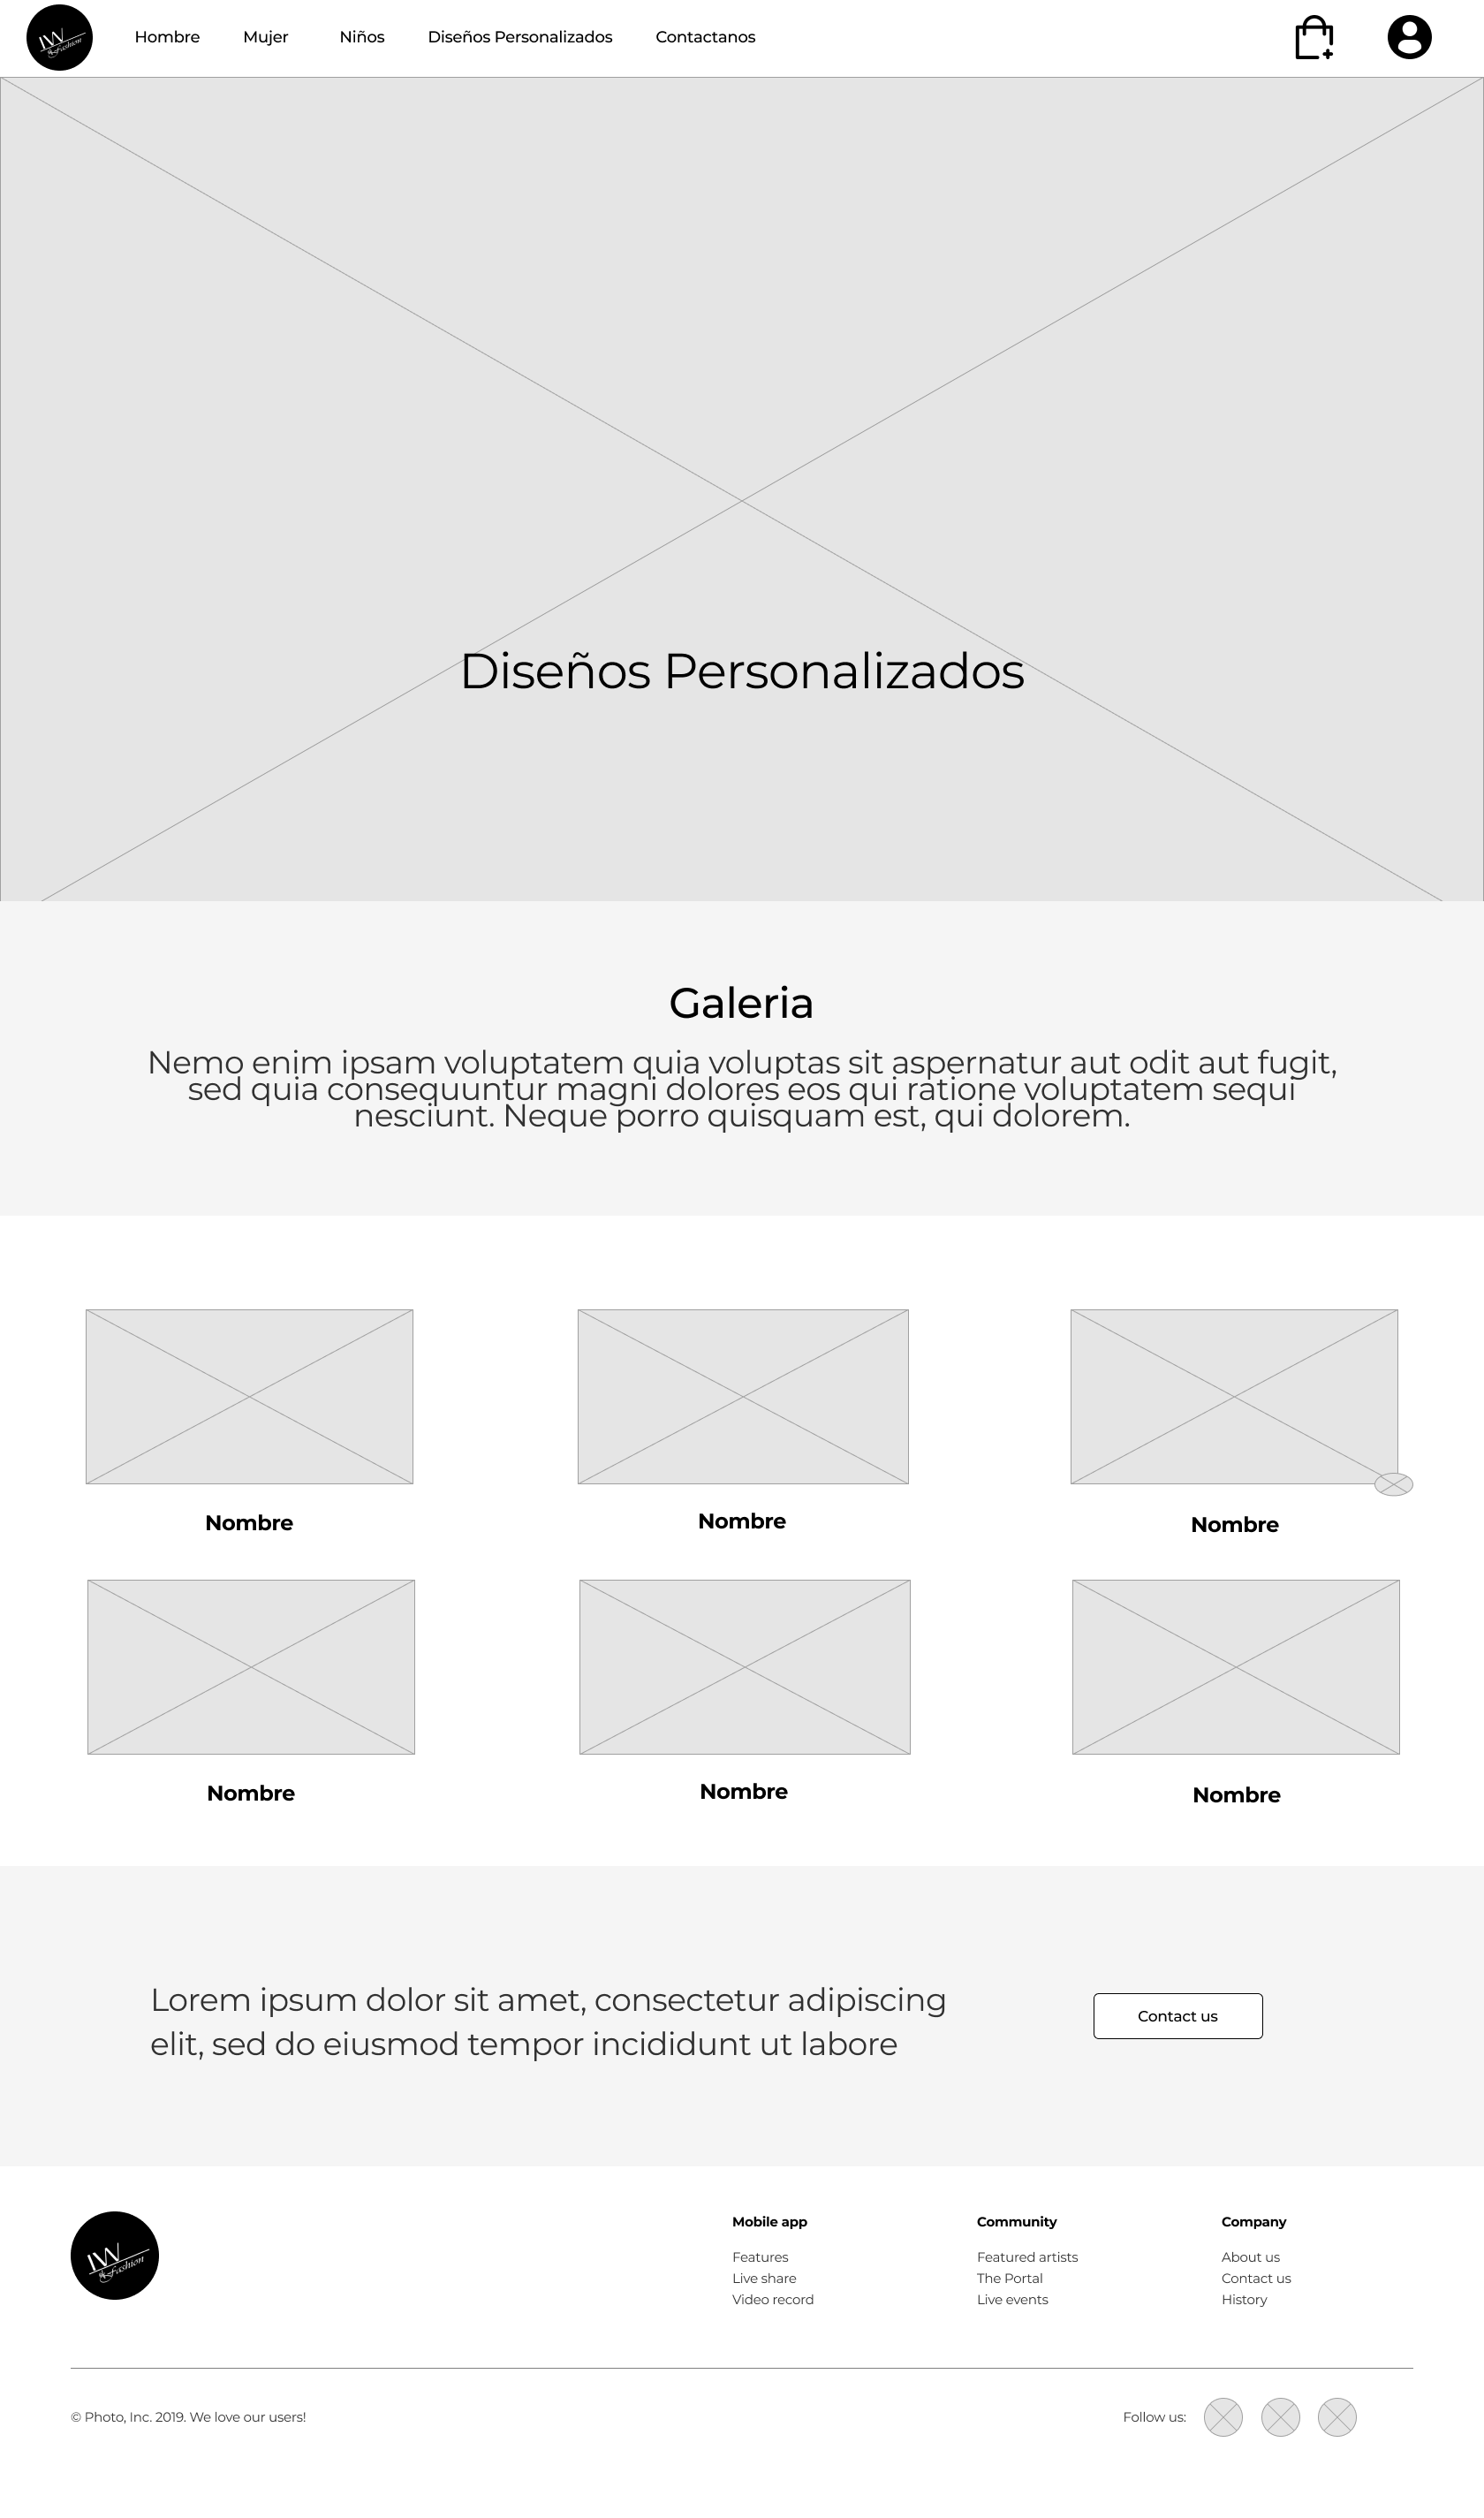 IW
Fashion
Hombre
Mujer
Niños
Diseños Personalizados
Contactanos
Diseños Personalizados
Galeria
Nemo enim ipsam voluptatem quia voluptas sit aspernatur aut odit aut fugit,
sed quia consequuntur magni dolores eos qui ratione voluptatem sequi
nesciunt. Neque porro quisquam est, qui dolorem.
Nombre
Nombre
Nombre
Nombre
Nombre
Nombre
Lorem ipsum dolor sit amet, consectetur adipiscing
elit, sed do eiusmod tempor incididunt ut labore
Contact us
IW
Fashion
Mobile app
Features
Live share
Video record
Community
Featured artists
The Portal
Live events
Company
About us
Contact us
History
© Photo, Inc. 2019. We love our users!
Follow us: